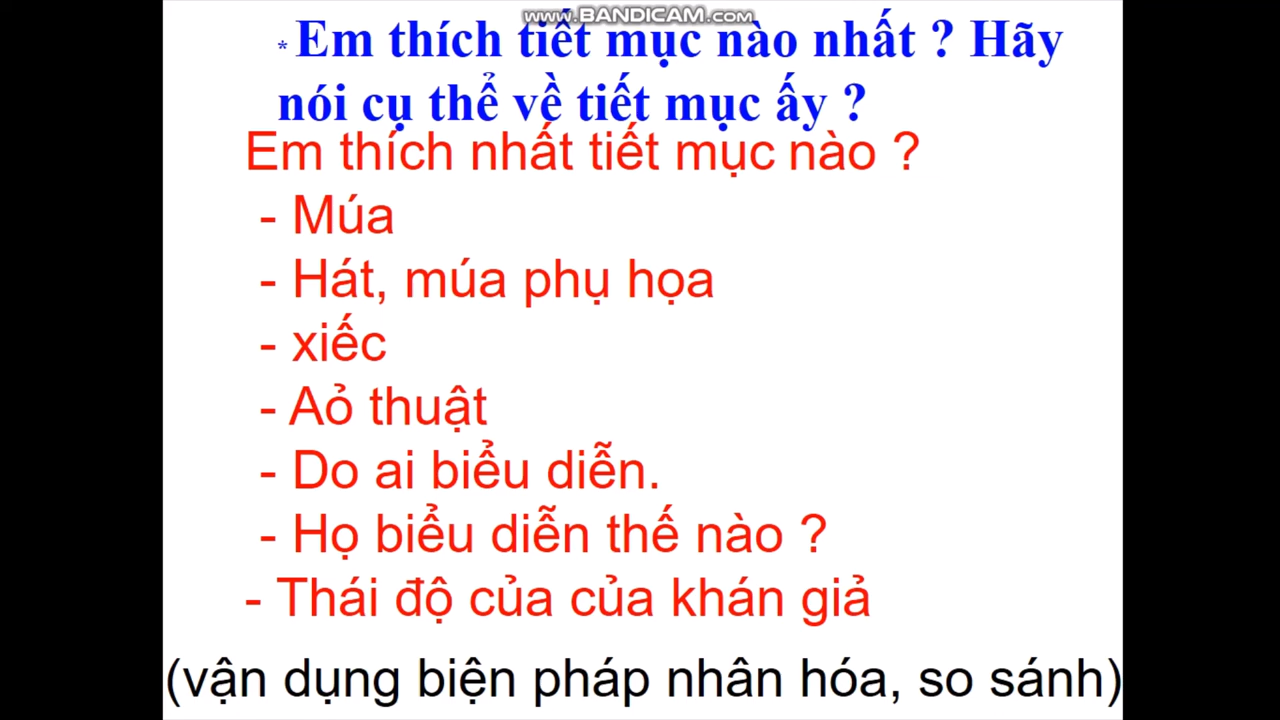 www.BANDICAM.com
* Em thích tiết mục nào nhất ? Hãy
nói cụ thể về tiết mục ấy ?
Em thích nhất tiết mục nào ?
- Múa
- Hát, múa phụ họa
- xiếc
- Aỏ thuật
- Do ai biểu diễn.
- Họ biểu diễn thế nào ?
- Thái độ của của khán giả
(vận dụng biện pháp nhân hóa, so sánh)